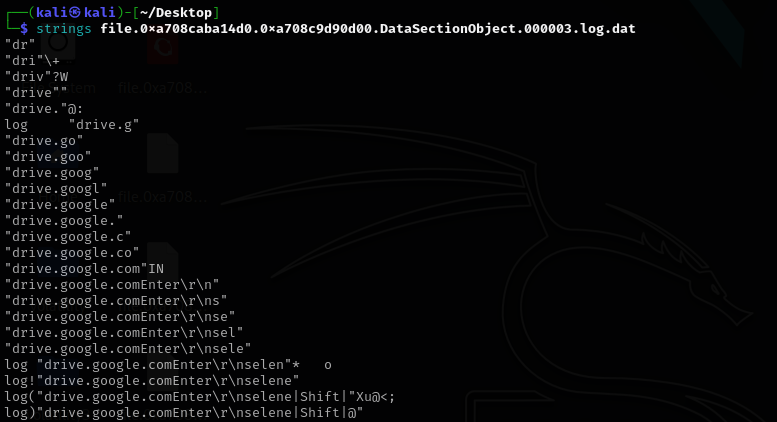 ┌──(kali㉿kali)-[~/Desktop]
└─$ strings file.0×a708caba14d0.0×a708c9d90d00.DataSectionObject.000003.log.dat
"dr"
"dri"\+
"driv"?W
"drive""
"drive."@:
log     "drive.g"
"drive.go"
"drive.goo"
"drive.goog"
"drive.googl"
"drive.google"
"drive.google."
"drive.google.c"
"drive.google.co"
"drive.google.com"IN
"drive.google.comEnter\r\n"
"drive.google.comEnter\r\ns"
"drive.google.comEnter\r\nse"
"drive.google.comEnter\r\nsel"
"drive.google.comEnter\r\nsele"
log "drive.google.comEnter\r\nselen"*   o
log!"drive.google.comEnter\r\nselene"
log("drive.google.comEnter\r\nselene|Shift|"Xu@<;
log)"drive.google.comEnter\r\nselene|Shift|@"